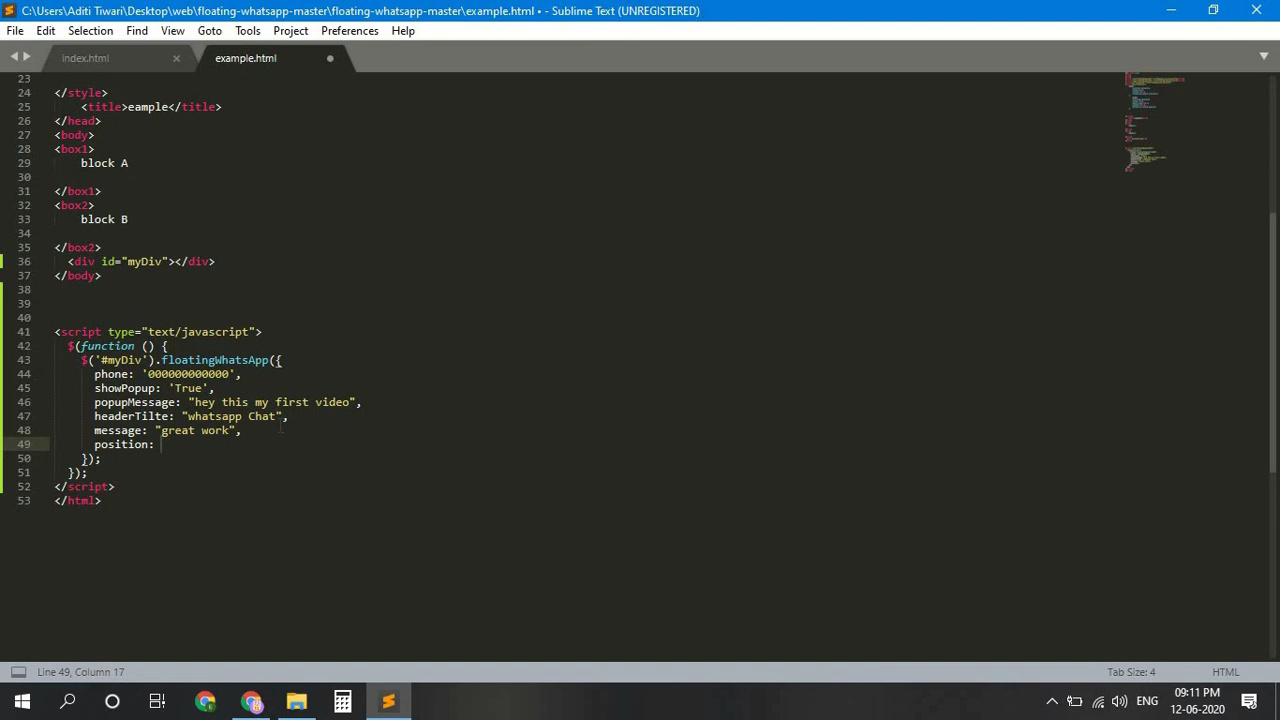 C:\Users\Aditi Tiwari\Desktop\web\floating-whatsapp-master\floating-whatsapp-master\example.html • - Sublime Text (UNREGISTERED)
File Edit Selection Find View Goto Tools Project Preferences Help
index.html × example.html
23
24 </style>
25 <title>eample</title>
26 </head>
27 <body>
28 <box1>
29 block A
30
31 </box1>
32 <box2>
33 block B
34
35 </box2>
36 <div id="myDiv"></div>
37 </body>
38
39
40
41 <script type="text/javascript">
42 $(function () {
43 $('#myDiv').floatingWhatsApp({
44 phone: '000000000000',
45 showPopup: 'True',
46 popupMessage: "hey this my first video",
47 headerTilte: "whatsapp Chat",
48 message: "great work",
49 position:
50 });
51 });
52 </script>
53 </html>
Line 49, Column 17 Tab Size: 4 HTML
ENG 09:11 PM
12-06-2020